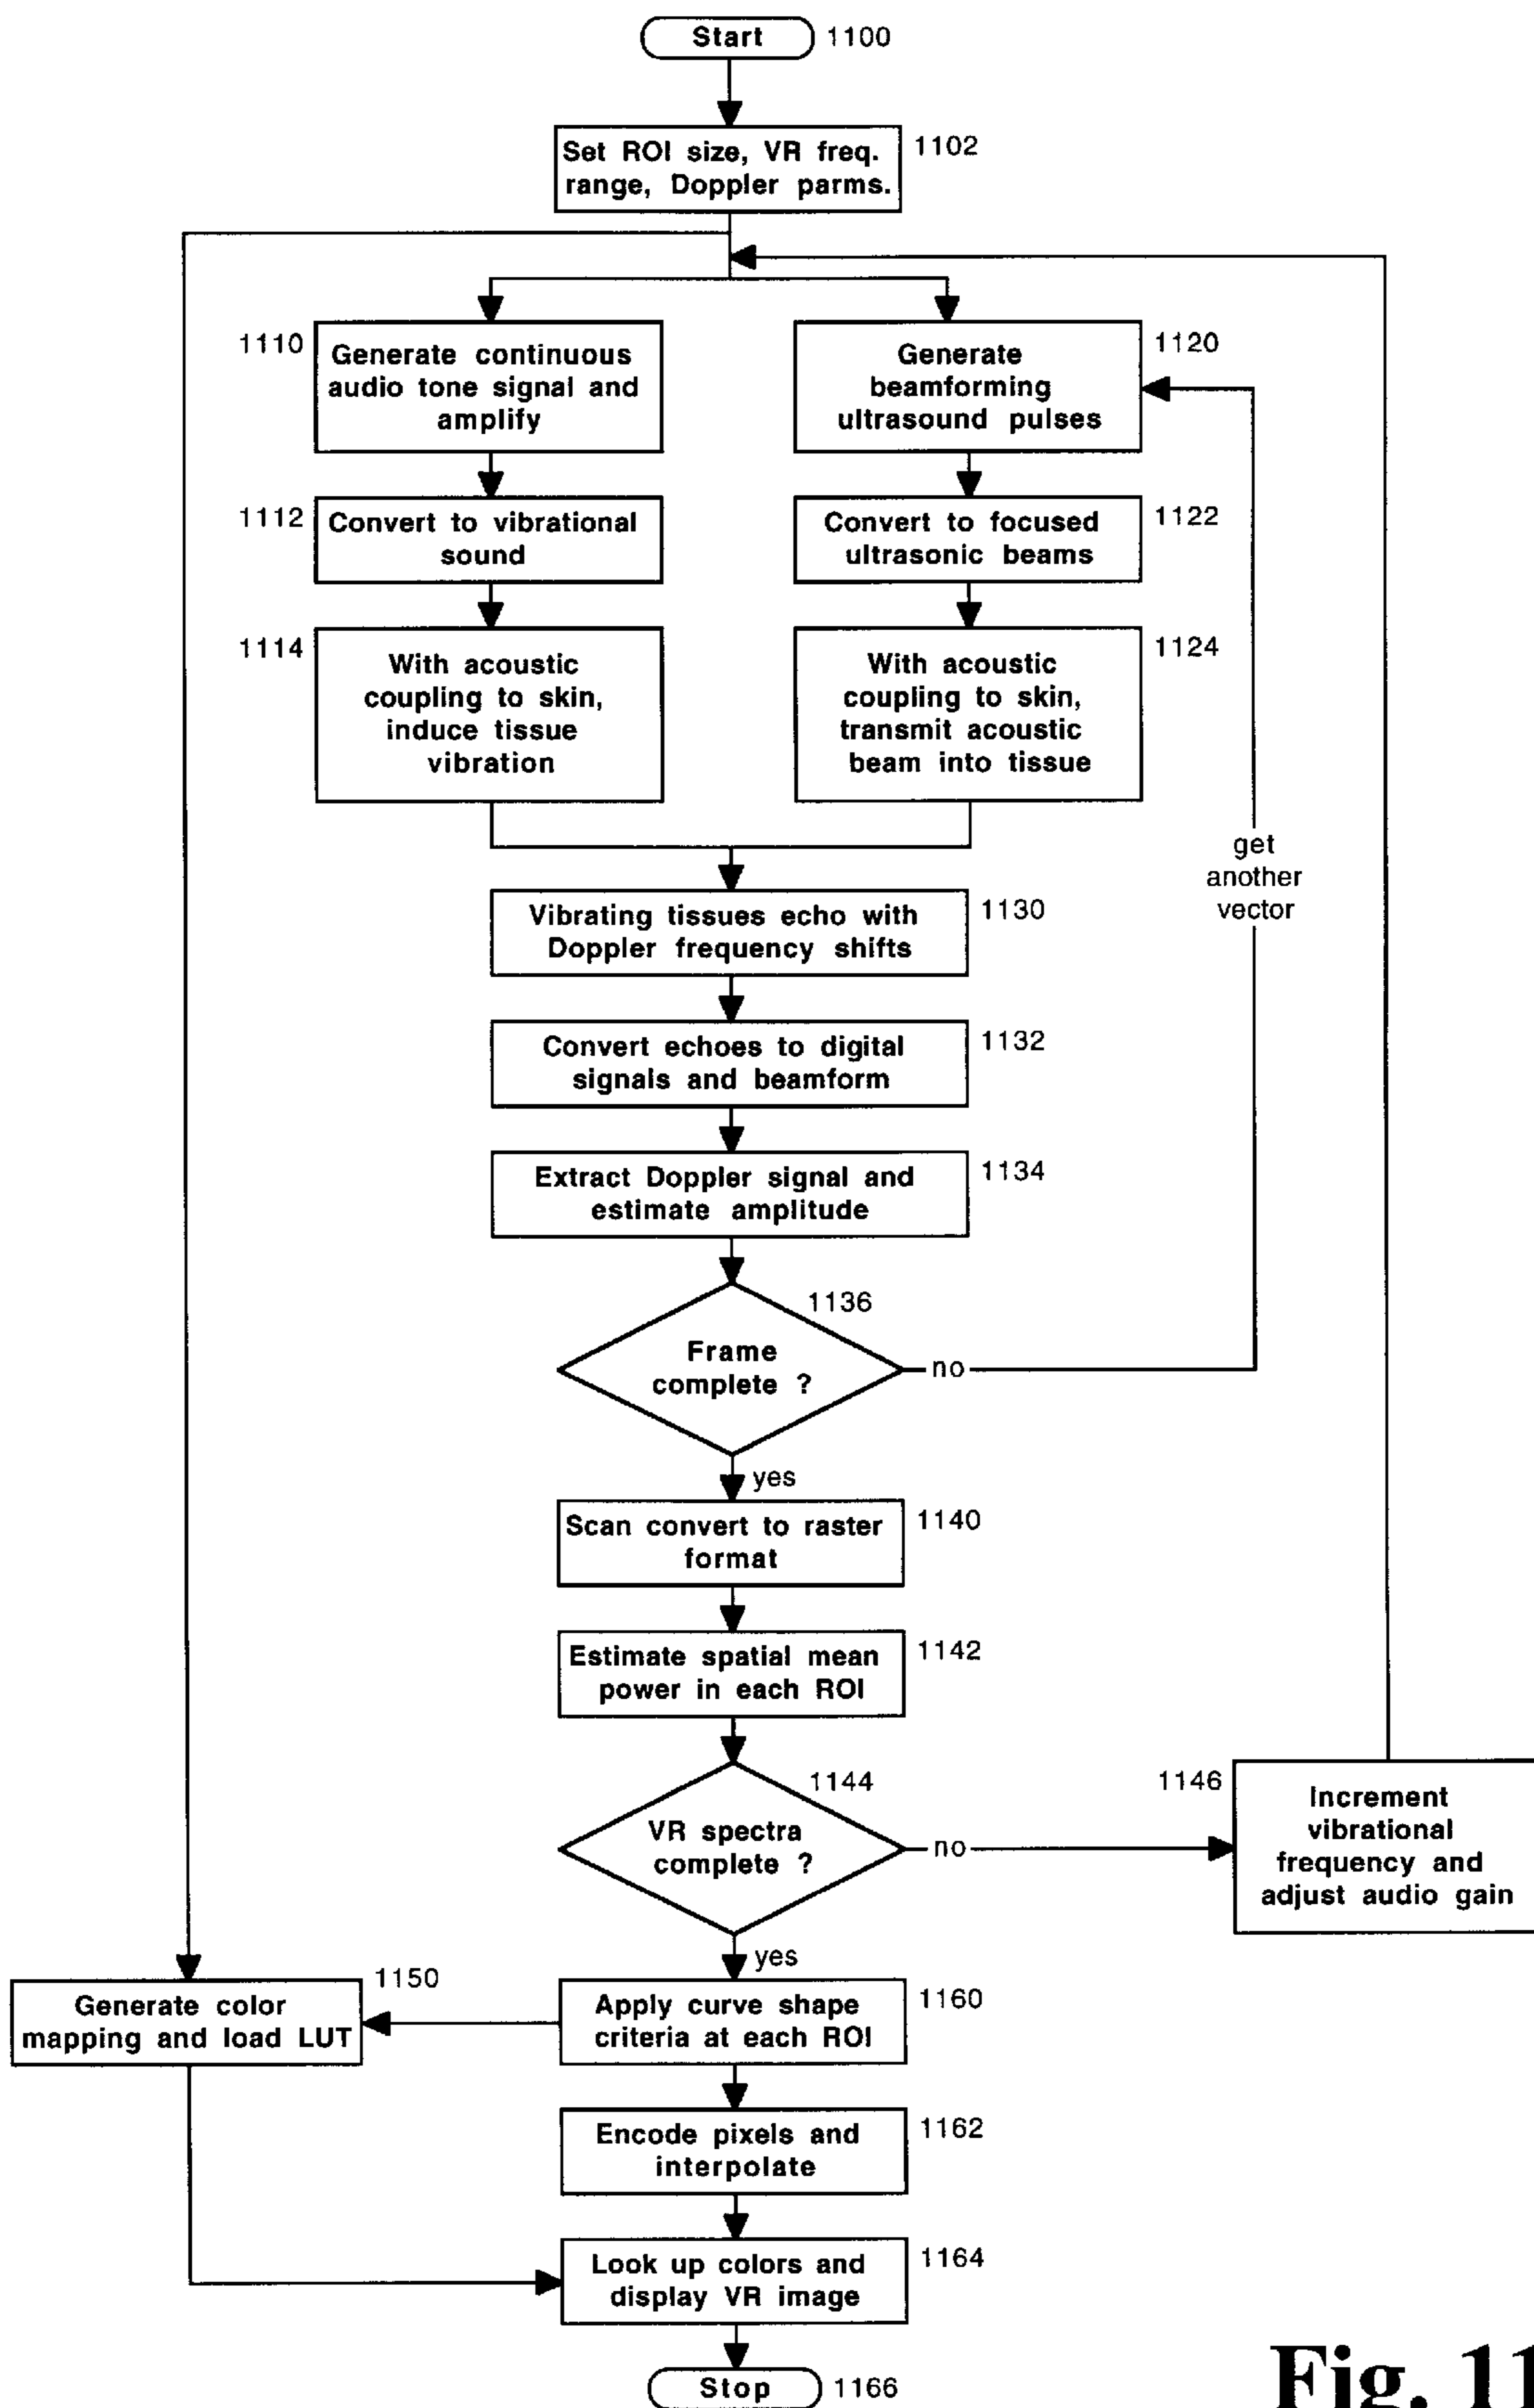 Start
1100
Set ROI size, VR freq.
range, Doppler parms.
1102
1110
Generate continuous
audio tone signal and
amplify
Generate
beamforming
ultrasound pulses
1120
1112
Convert to vibrational
sound
Convert to focused
ultrasonic beams
1122
1114
With acoustic
coupling to skin,
induce tissue
vibration
With acoustic
coupling to skin,
transmit acoustic
beam into tissue
1124
get
another
vector
Vibrating tissues echo with
Doppler frequency shifts
1130
Convert echoes to digital
signals and beamform
1132
Extract Doppler signal and
estimate amplitude
1134
1136
Frame
complete ?
no
yes
Scan convert to raster
format
1140
Estimate spatial mean
power in each ROI
1142
1144
VR spectra
complete ?
no
1146
Increment
vibrational
frequency and
adjust audio gain
yes
1150
Generate color
mapping and load LUT
Apply curve shape
criteria at each ROI
1160
Encode pixels and
interpolate
1162
Look up colors and
display VR image
1164
Stop
1166
Fig. 11